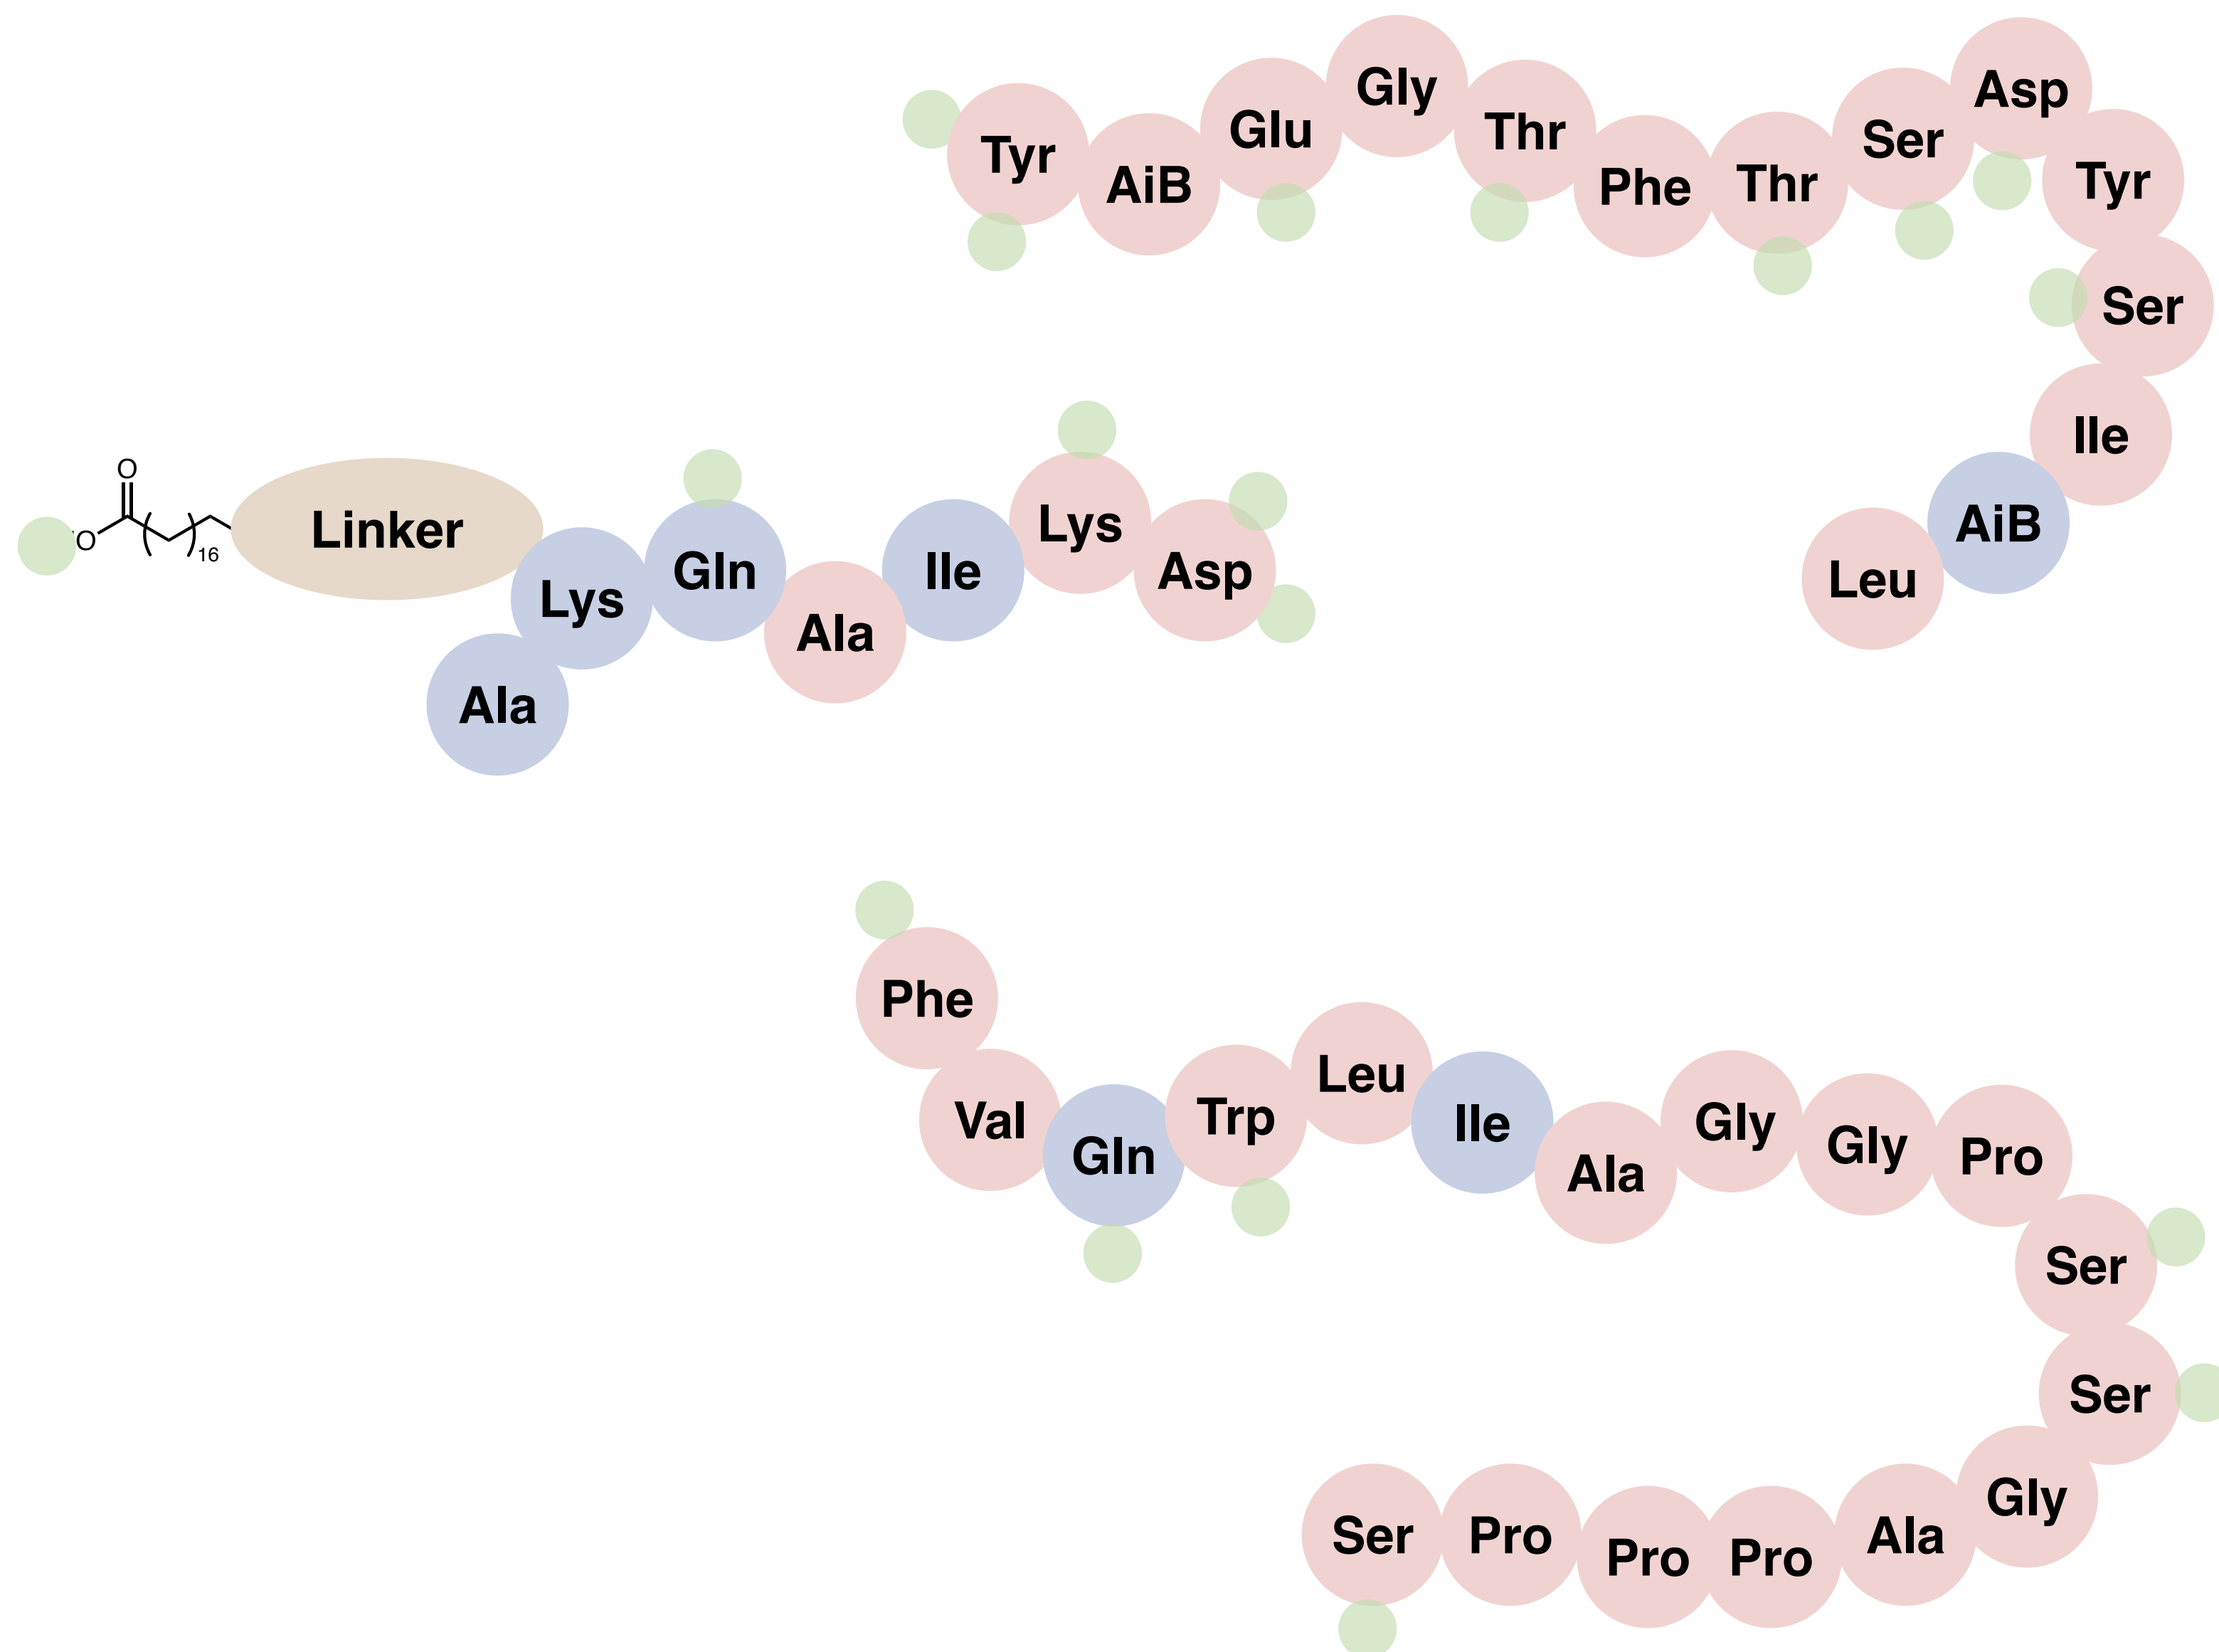 Tyr AiB Glu Gly Thr Phe Thr Ser Asp Tyr
Ser
Ile
AiB
Leu
O
O
16
Linker
Lys Gln Ala Ile Lys Asp
Ala
Phe
Val Gln Trp Leu Ile Ala Gly Gly Pro
Ser
Ser
Gly
Ser Pro Pro Pro Ala